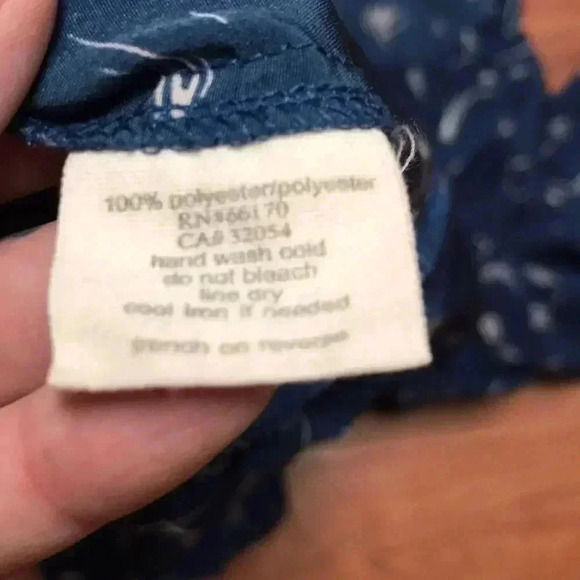 100% polyester/polyester
RN#66170
CA# 32054
hand wash cold
do not bleach
line dry
cool iron if needed
french on reverse